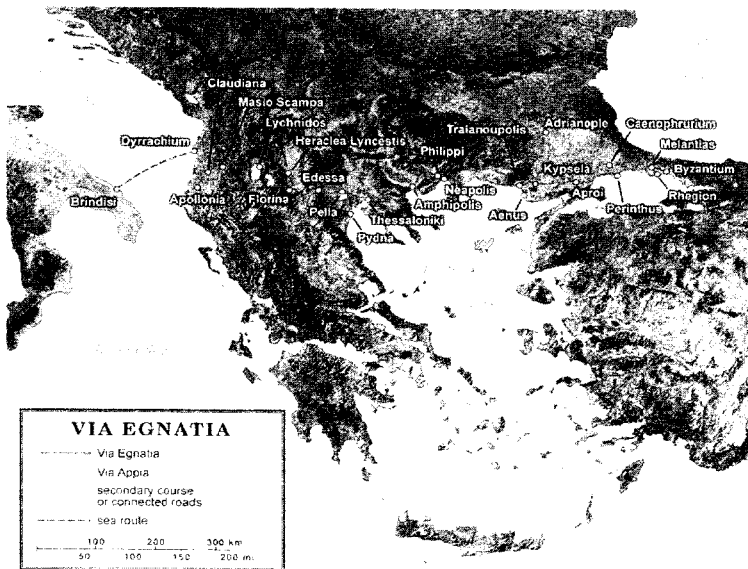 Claudiana
Masio Scampa
Lychnidos
Heraclea Lyncestis
Dyrrachium
Traianoupolis
Adrianople
Caenophrurium
Melantias
Philippi
Edessa
Kypsela
Byzantium
Brindisi
Apollonia
Florina
Neapolis
Amphipolis
Aenus
Aproi
Perinthus
Rhegion
Pella
Thessaloniki
Pydna
VIA EGNATIA
Via Egnatia
Via Appia
secondary course
or connected roads
sea route
100 200 300 km
50 100 150 200 mi